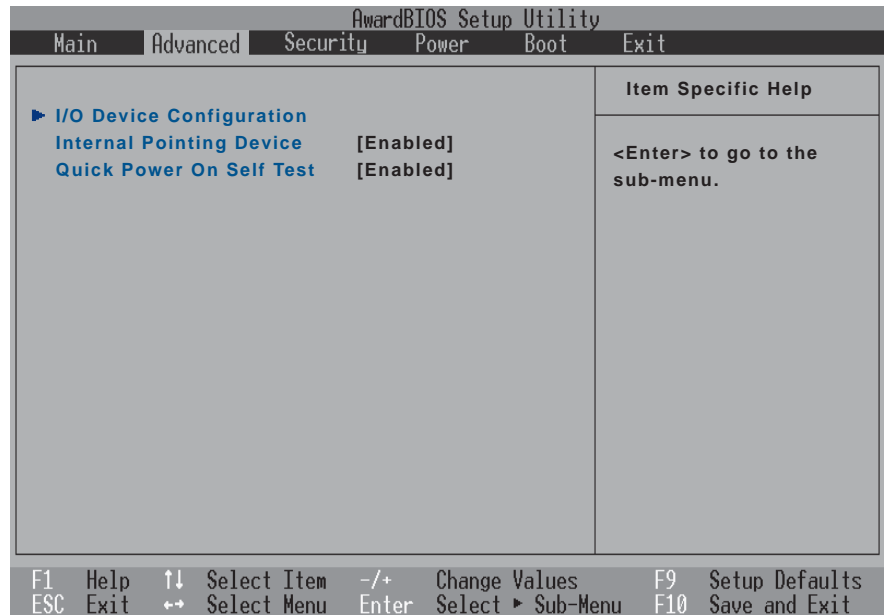 AwardBIOS Setup Utility
Main Advanced Security Power Boot Exit
Item Specific Help
▶ I/O Device Configuration
Internal Pointing Device [Enabled]
<Enter> to go to the
Quick Power On Self Test [Enabled]
sub-menu.
F1 Help ↑↓ Select Item -/+ Change Values F9 Setup Defaults
ESC Exit ←→ Select Menu Enter Select ▶ Sub-Menu F10 Save and Exit